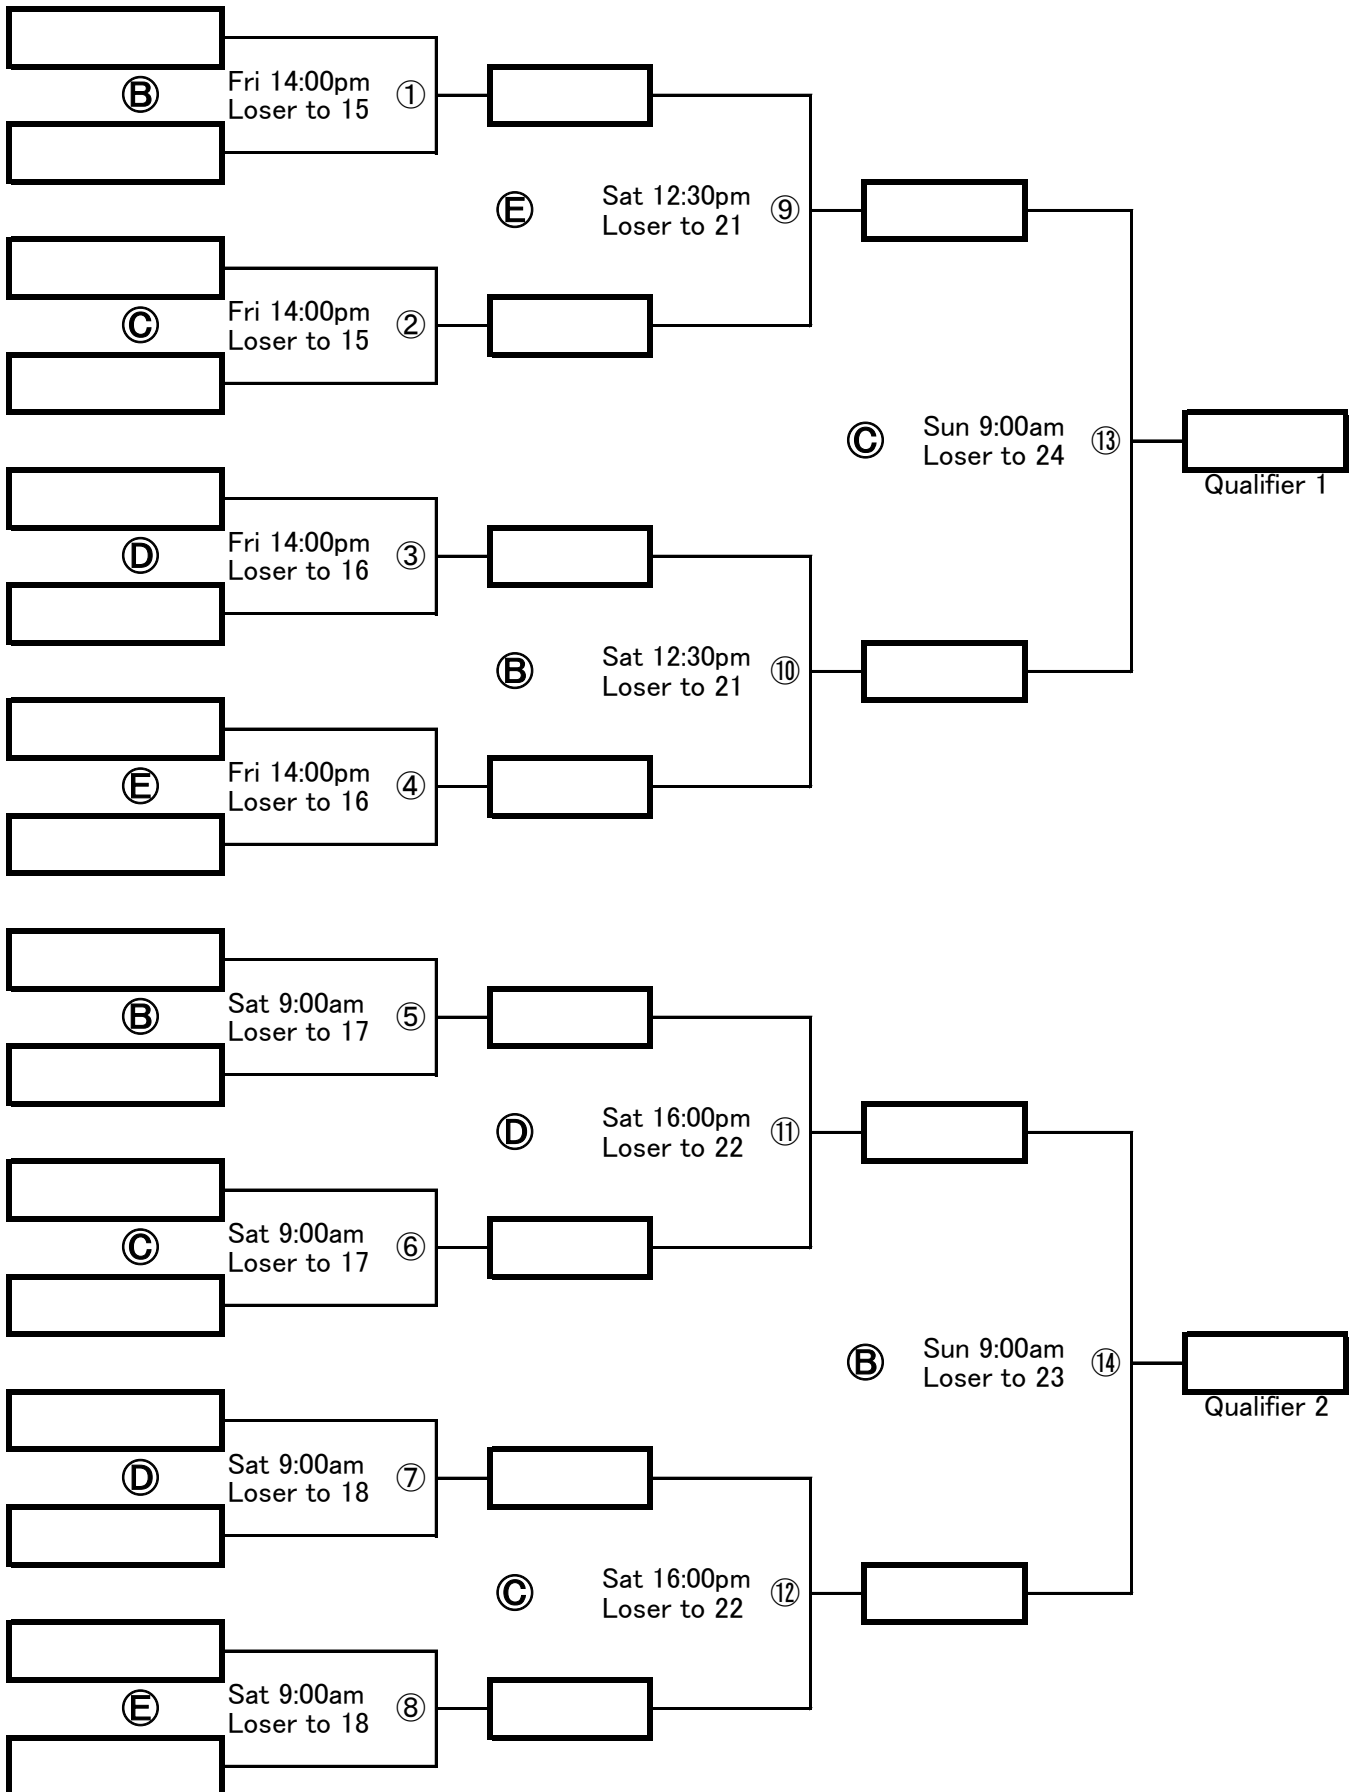 Ⓑ Fri 14:00pm ①
Loser to 15
Ⓔ Sat 12:30pm ⑨
Loser to 21
Ⓒ Fri 14:00pm ②
Loser to 15
Ⓒ Sun 9:00am ⑬
Loser to 24
Qualifier 1
Ⓓ Fri 14:00pm ③
Loser to 16
Ⓑ Sat 12:30pm ⑩
Loser to 21
Ⓔ Fri 14:00pm ④
Loser to 16
Ⓑ Sat 9:00am ⑤
Loser to 17
Ⓓ Sat 16:00pm ⑪
Loser to 22
Ⓒ Sat 9:00am ⑥
Loser to 17
Ⓑ Sun 9:00am ⑭
Loser to 23
Qualifier 2
Ⓓ Sat 9:00am ⑦
Loser to 18
Ⓒ Sat 16:00pm ⑫
Loser to 22
Ⓔ Sat 9:00am ⑧
Loser to 18